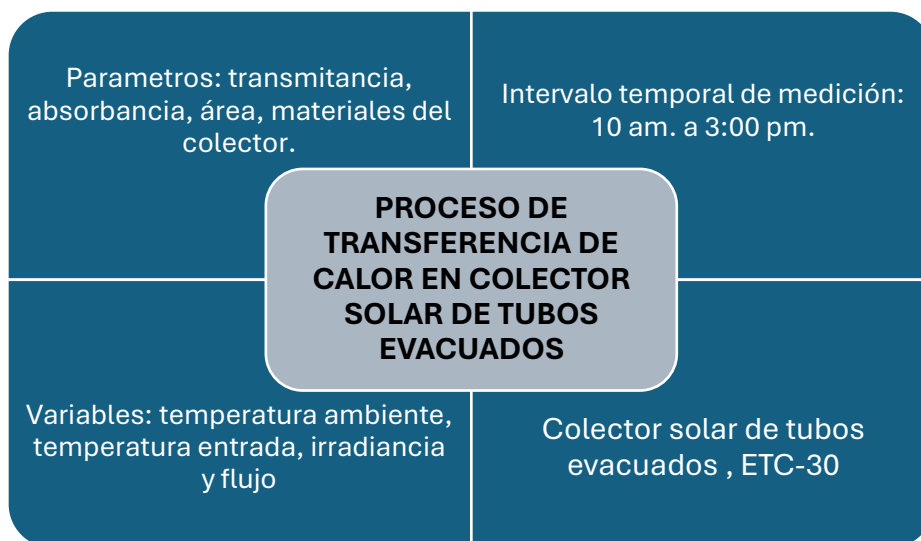 Parametros: transmitancia,
absorbancia, área, materiales del
colector.
Intervalo temporal de medición:
10 am. a 3:00 pm.
PROCESO DE
TRANSFERENCIA DE
CALOR EN COLECTOR
SOLAR DE TUBOS
EVACUADOS
Variables: temperatura ambiente,
temperatura entrada, irradiancia
y flujo
Colector solar de tubos
evacuados , ETC-30